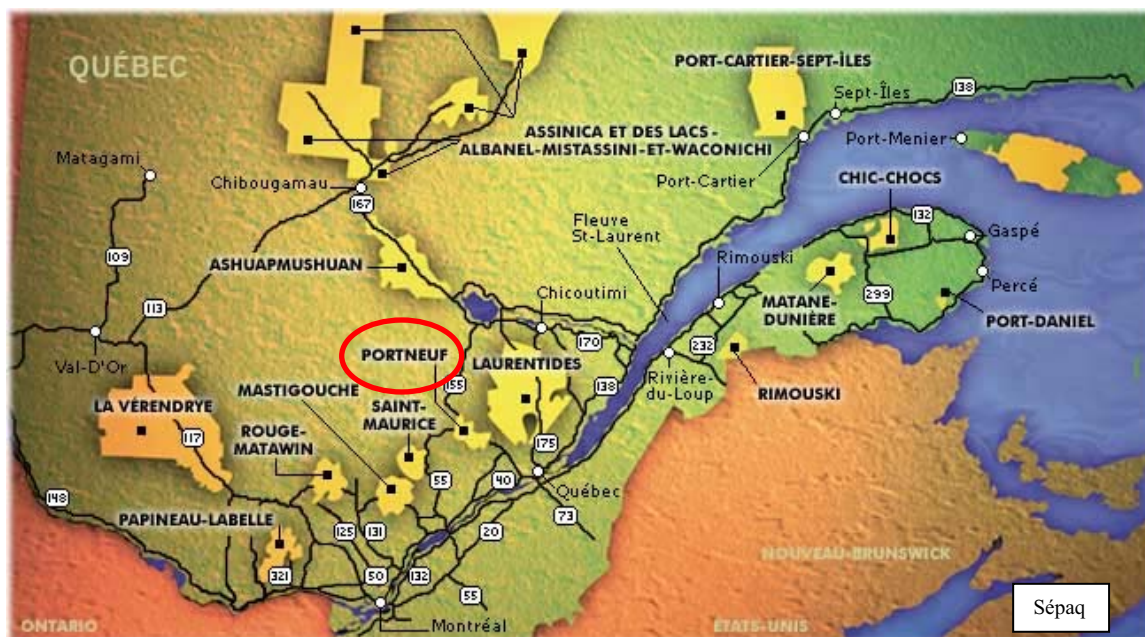 QUÉBEC
PORT-CARTIER-SEPT-ÎLES
Sept-Îles
138
Port-Menier
ASSINICA ET DES LACS -
ALBANEL-MISTASSINI-ET-WACONICHI
Matagami
Chibougamau
167
Port-Cartier
CHIC-CHOCS
Fleuve
St-Laurent
132
Gaspé
Rimouski
109
ASHUAPMUSHUAN
Percé
113
Chicoutimi
MATANE-
DUNIÈRE
299
PORT-DANIEL
Val-D'Or
PORTNEUF
170
232
LAURENTIDES
155
138
Rivière-
du-Loup
MASTIGOUCHE
RIMOUSKI
LA VÉRENDRYE
SAINT-
MAURICE
117
ROUGE-
MATAWIN
175
55
40
Québec
148
PAPINEAU-LABELLE
125
131
20
73
NOUVEAU-BRUNSWICK
321
50
132
55
Sépaq
ONTARIO
Montréal
ÉTATS-UNIS